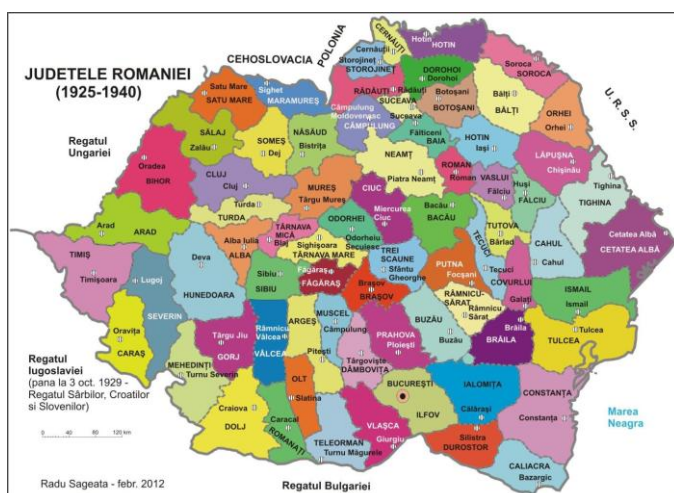 JUDETELE ROMANIEI
(1925-1940)
CEHOSLOVACIA
POLONIA
U. R. S. S.
Regatul
Ungariei
Regatul
Iugoslaviei
(pana la 3 oct. 1929 -
Regatul Sârbilor, Croatilor
si Slovenilor)
Regatul Bulgariei
Marea
Neagra
CERNĂUȚI
Cernăuții
Hotin
HOTIN
Storojineț
STOROJINEȚ
Soroca
SOROCA
Satu Mare
SATU MARE
Sighet
MARAMUREȘ
RĂDĂUȚI
Rădăuți
DOROHOI
Dorohoi
Câmpulung
Moldovenesc
CÂMPULUNG
SUCEAVA
Suceava
Botoșani
BOTOȘANI
Bălți
BĂLȚI
ORHEI
Orhei
SĂLAJ
Zalău
SOMEȘ
Dej
NĂSĂUD
Bistrița
Fălticeni
BAIA
HOTIN
Iași
LĂPUȘNA
Chișinău
Oradea
BIHOR
CLUJ
Cluj
MUREȘ
Târgu Mureș
NEAMȚ
Piatra Neamț
ROMAN
Roman
VASLUI
Fălciu
Huși
FĂLCIU
Tighina
TIGHINA
Turda
TURDA
CIUC
Miercurea
Ciuc
Bacău
BACĂU
Cetatea Albă
CETATEA ALBĂ
Arad
ARAD
Alba Iulia
ALBA
TÂRNAVA
MICĂ
Blaj
ODORHEI
Odorheiu
Secuiesc
Sighișoara
TÂRNAVA MARE
TUTOVA
Bârlad
CAHUL
Cahul
TIMIȘ
Timișoara
Lugoj
SEVERIN
Deva
HUNEDOARA
Sibiu
SIBIU
Făgăraș
FĂGĂRAȘ
TREI
SCAUNE
Sfântu
Gheorghe
Brașov
BRAȘOV
PUTNA
Focșani
TECUCI
Tecuci
COVURLUI
Galați
ISMAIL
Ismail
Oravița
CARAȘ
Târgu Jiu
GORJ
Râmnicu
Vâlcea
VÂLCEA
ARGEȘ
Pitești
MUSCEL
Câmpulung
PRAHOVA
Ploiești
BUZĂU
Buzău
RÂMNICU-
SĂRAT
Râmnicu
Sărat
Brăila
BRĂILA
Tulcea
TULCEA
MEHEDINȚI
Turnu Severin
Târgoviște
DÂMBOVIȚA
OLT
Slatina
BUCUREȘTI
ILFOV
IALOMIȚA
Călărași
CONSTANȚA
Constanța
Craiova
DOLJ
Caracal
ROMANAȚI
TELEORMAN
Turnu Măgurele
VLAȘCA
Giurgiu
Silistra
DUROSTOR
CALIACRA
Bazargic
0 40 80 120 km
Radu Sageata - febr. 2012